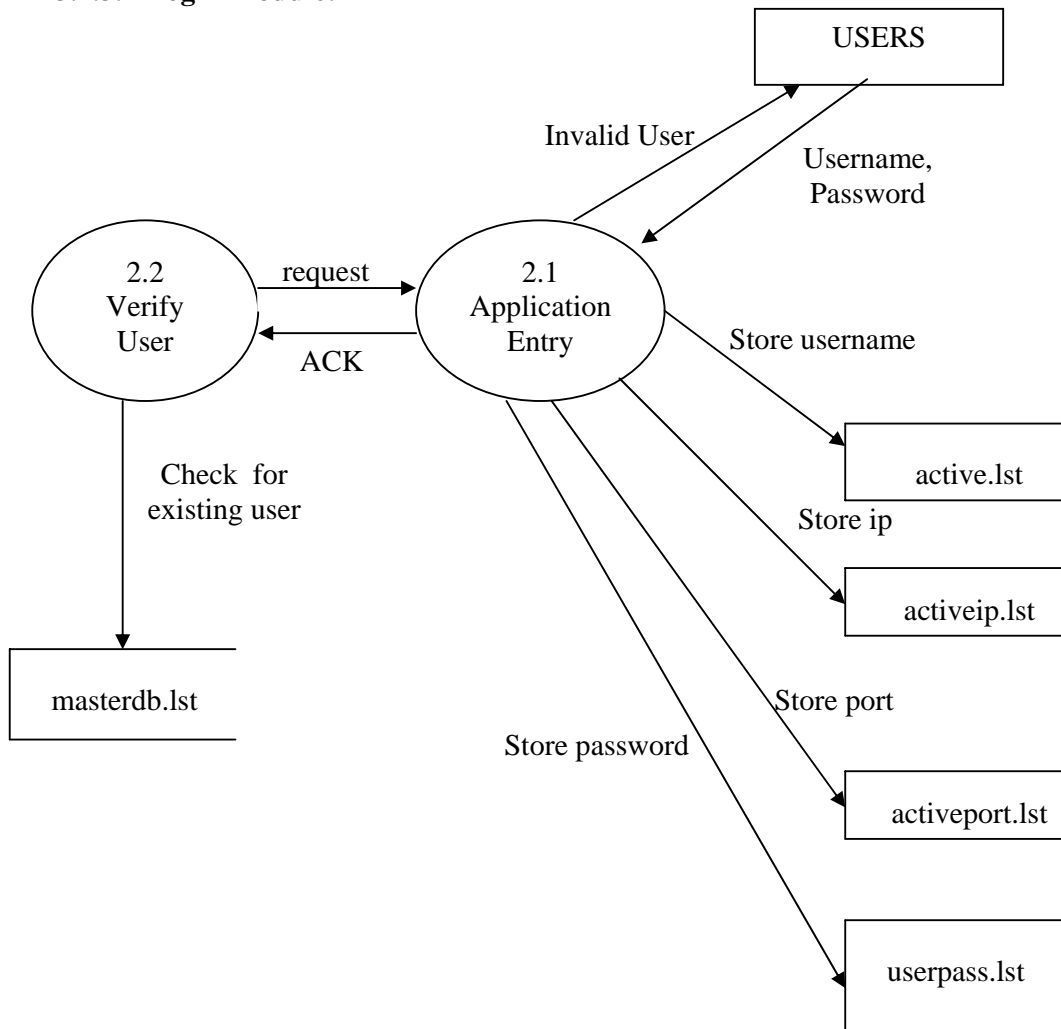 USERS
Invalid User
Username,
Password
2.2
Verify
User
request
ACK
2.1
Application
Entry
Store username
active.lst
Check for
existing user
Store ip
activeip.lst
masterdb.lst
Store port
Store password
activeport.lst
userpass.lst